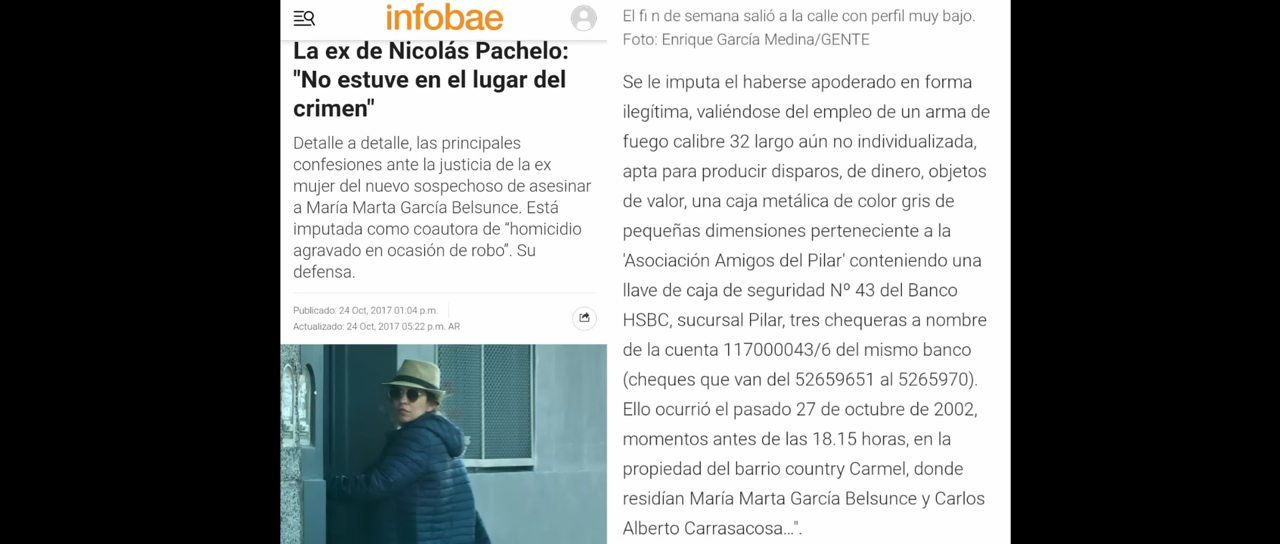 infobae
La ex de Nicolás Pachelo:
"No estuve en el lugar del
crimen"
Detalle a detalle, las principales
confesiones ante la justicia de la ex
mujer del nuevo sospechoso de asesinar
a María Marta García Belsunce. Está
imputada como coautora de “homicidio
agravado en ocasión de robo”. Su
defensa.
Publicado: 24 Oct, 2017 01:04 p.m.
Actualizado: 24 Oct, 2017 05:22 p.m. AR
El fi n de semana salió a la calle con perfil muy bajo.
Foto: Enrique García Medina/GENTE
Se le imputa el haberse apoderado en forma
ilegítima, valiéndose del empleo de un arma de
fuego calibre 32 largo aún no individualizada,
apta para producir disparos, de dinero, objetos
de valor, una caja metálica de color gris de
pequeñas dimensiones perteneciente a la
'Asociación Amigos del Pilar' conteniendo una
llave de caja de seguridad Nº 43 del Banco
HSBC, sucursal Pilar, tres chequeras a nombre
de la cuenta 117000043/6 del mismo banco
(cheques que van del 52659651 al 5265970).
Ello ocurrió el pasado 27 de octubre de 2002,
momentos antes de las 18.15 horas, en la
propiedad del barrio country Carmel, donde
residían María Marta García Belsunce y Carlos
Alberto Carrasacosa…".